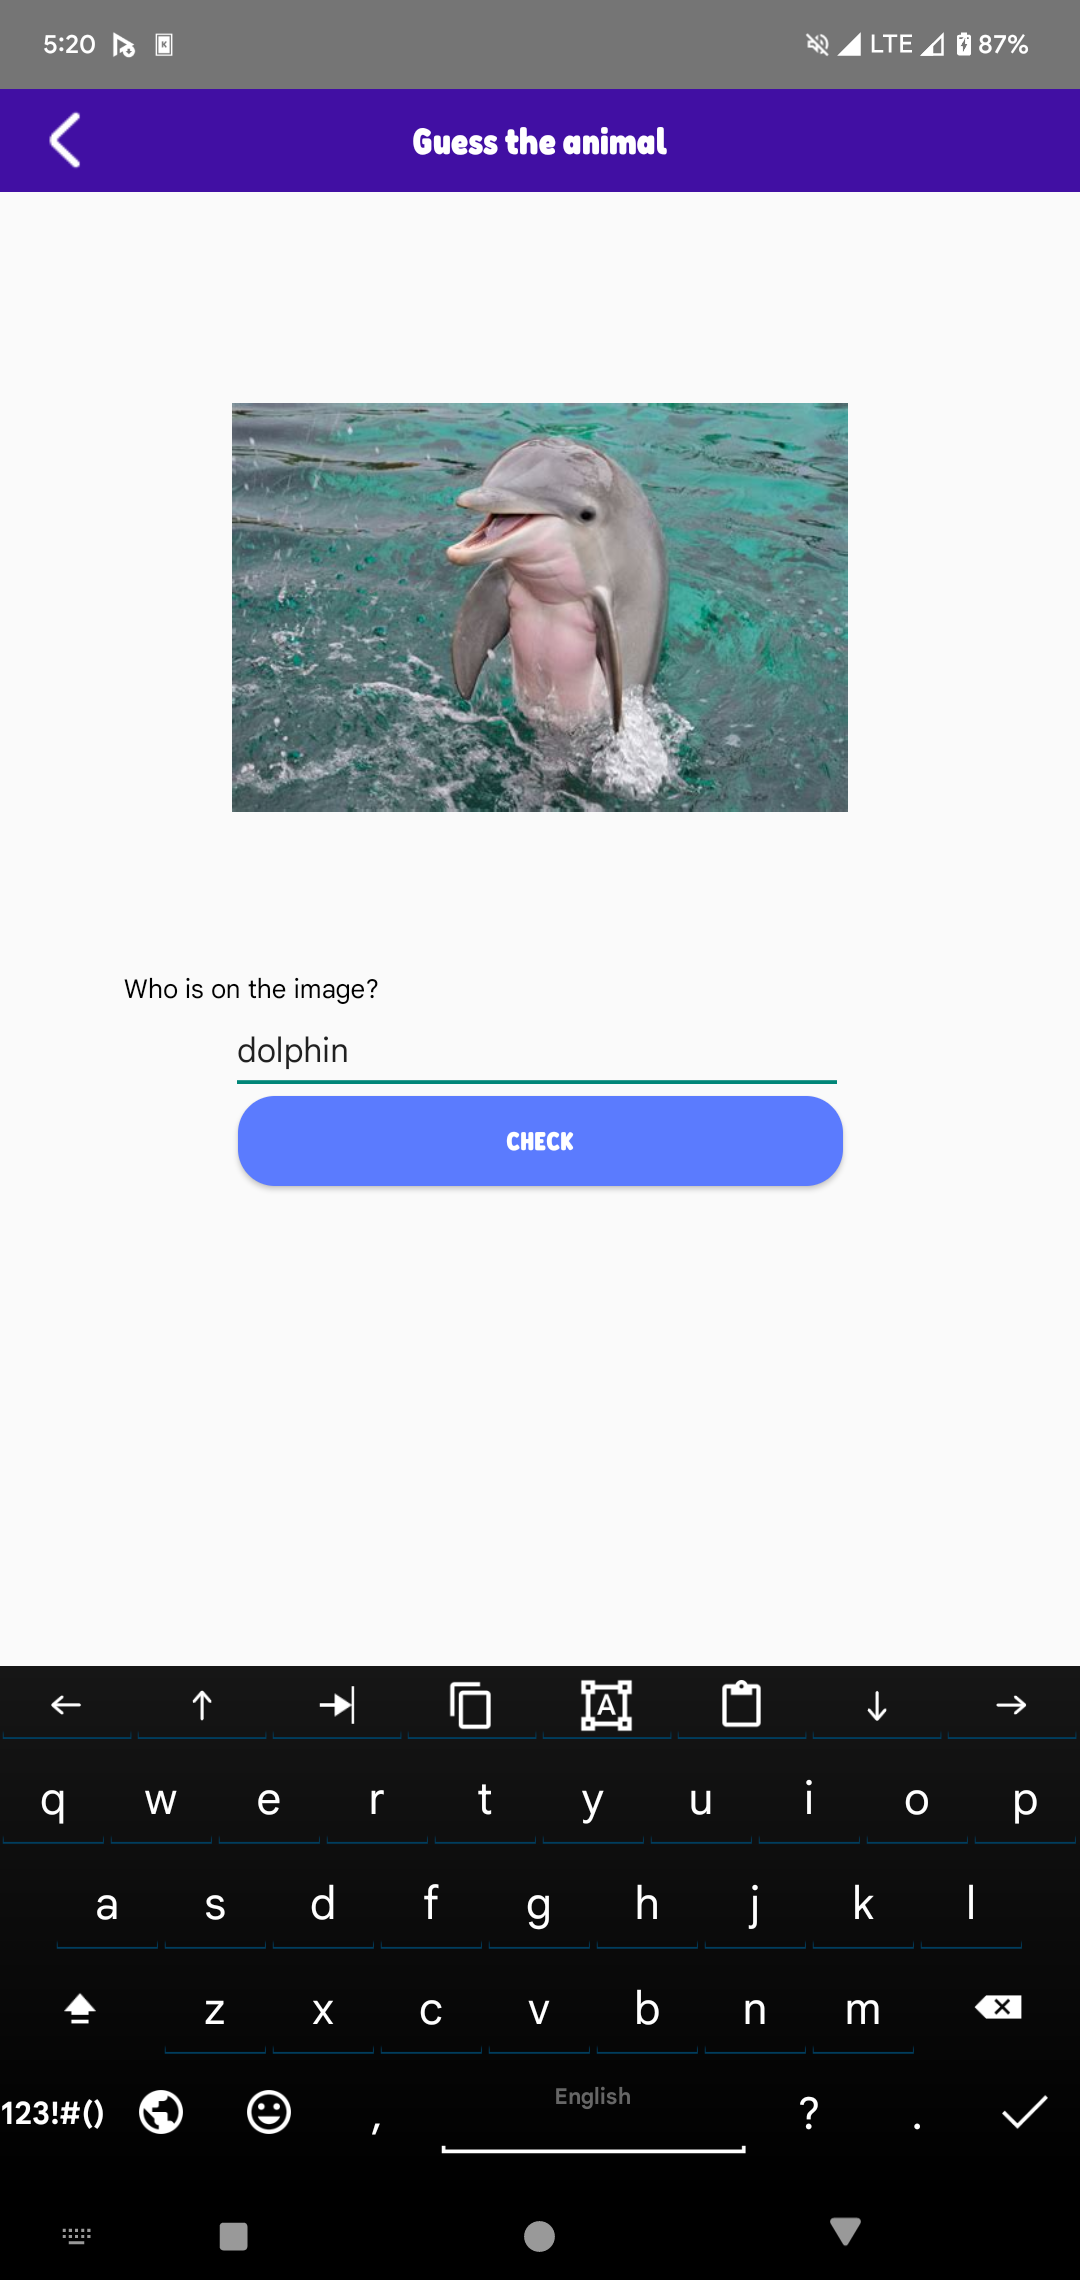 5:20
LTE 87%
Guess the animal
Who is on the image?
dolphin
CHECK
A
q w e r t y u i o p
a s d f g h j k l
z x c v b n m
123!#() , English ? .